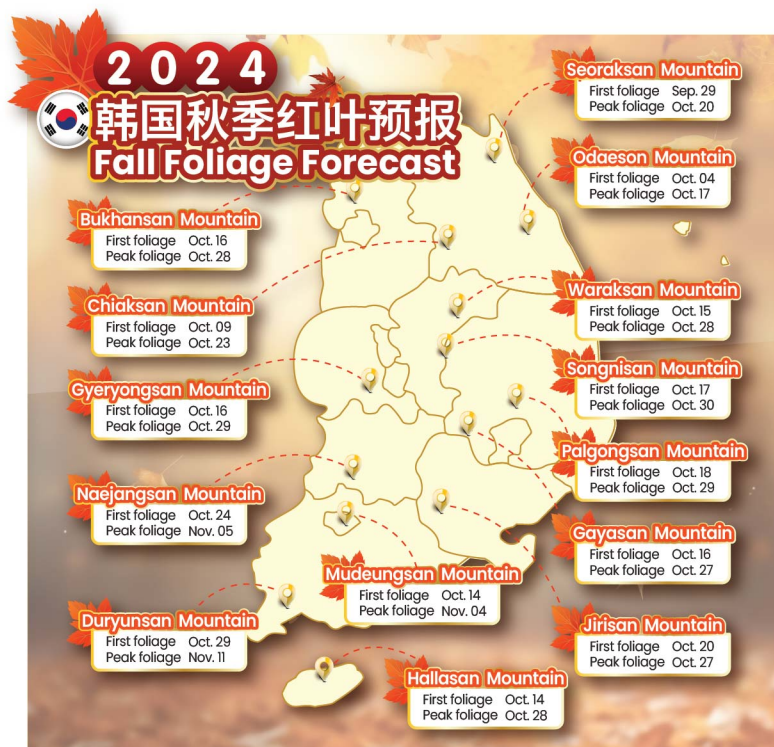 2024
韩国秋季红叶预报
Fall Foliage Forecast
Seoraksan Mountain
First foliage Sep. 29
Peak foliage Oct. 20
Odaeson Mountain
First foliage Oct. 04
Peak foliage Oct. 17
Bukhansan Mountain
First foliage Oct. 16
Peak foliage Oct. 28
Chiaksan Mountain
First foliage Oct. 09
Peak foliage Oct. 23
Waraksan Mountain
First foliage Oct. 15
Peak foliage Oct. 28
Gyeryongsan Mountain
First foliage Oct. 16
Peak foliage Oct. 29
Songnisan Mountain
First foliage Oct. 17
Peak foliage Oct. 30
Palgongsan Mountain
First foliage Oct. 18
Peak foliage Oct. 29
Naejangsan Mountain
First foliage Oct. 24
Peak foliage Nov. 05
Gayasan Mountain
First foliage Oct. 16
Peak foliage Oct. 27
Mudeungsan Mountain
First foliage Oct. 14
Peak foliage Nov. 04
Duryunsan Mountain
First foliage Oct. 29
Peak foliage Nov. 11
Jirisan Mountain
First foliage Oct. 20
Peak foliage Oct. 27
Hallasan Mountain
First foliage Oct. 14
Peak foliage Oct. 28